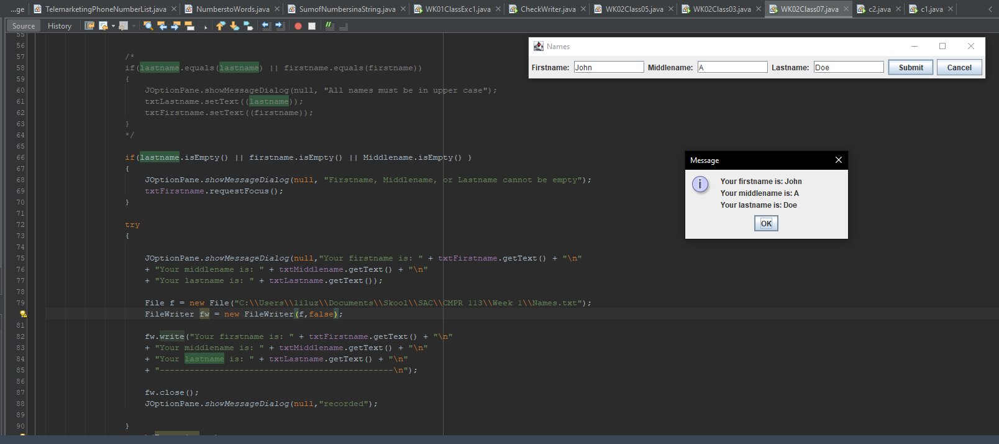 ...ge TelemarketingPhoneNumberList.java NumberstoWords.java SumofNumbersinaString.java WK01ClassExc1.java CheckWriter.java WK02Class05.java WK02Class03.java WK02Class07.java c2.java c1.java
Source History
55
56
57 /*
58 if(lastname.equals(lastname) || firstname.equals(firstname))
59 {
60 JOptionPane.showMessageDialog(null, "All names must be in upper case");
61 txtLastname.setText((lastname));
62 txtFirstname.setText((firstname));
63 }
64 */
65
66 if(lastname.isEmpty() || firstname.isEmpty() || Middlename.isEmpty() )
67 {
68 JOptionPane.showMessageDialog(null, "Firstname, Middlename, or Lastname cannot be empty");
69 txtFirstname.requestFocus();
70 }
71
72 try
73 {
74
75 JOptionPane.showMessageDialog(null,"Your firstname is: " + txtFirstname.getText() + "\n"
76 + "Your middlename is: " + txtMiddlename.getText() + "\n"
77 + "Your lastname is: " + txtLastname.getText());
78
79 File f = new File("C:\\Users\\liluz\\Documents\\Skool\\SAC\\CMPR 113\\Week 1\\Names.txt");
FileWriter fw = new FileWriter(f,false);
81
82 fw.write("Your firstname is: " + txtFirstname.getText() + "\n"
83 + "Your middlename is: " + txtMiddlename.getText() + "\n"
84 + "Your lastname is: " + txtLastname.getText() + "\n"
85 + "-----------------------------------------------\n");
86
87 fw.close();
88 JOptionPane.showMessageDialog(null,"recorded");
89
90 }
Names
Firstname: John Middlename: A Lastname: Doe Submit Cancel
Message
Your firstname is: John
Your middlename is: A
Your lastname is: Doe
OK